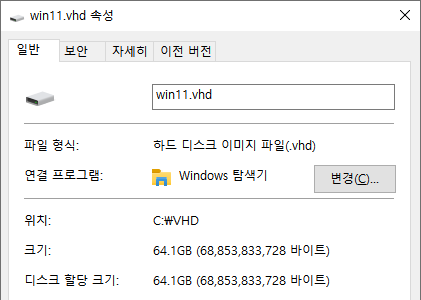 win11.vhd 속성
일반 보안 자세히 이전 버전
win11.vhd
파일 형식: 하드 디스크 이미지 파일(.vhd)
연결 프로그램: Windows 탐색기 변경(C)...
위치: C:\VHD
크기: 64.1GB (68,853,833,728 바이트)
디스크 할당 크기: 64.1GB (68,853,833,728 바이트)